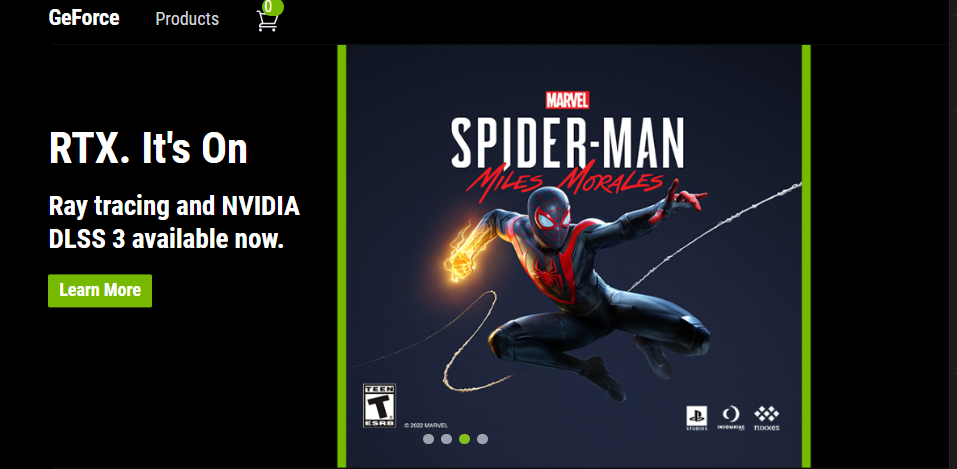 GeForce
Products
0
RTX. It's On
Ray tracing and NVIDIA
DLSS 3 available now.
Learn More
MARVEL
SPIDER-MAN
MILES MORALES
TEEN
T
ESRB
© 2022 MARVEL
STUDIOS
INSOMNIAC
nixxes